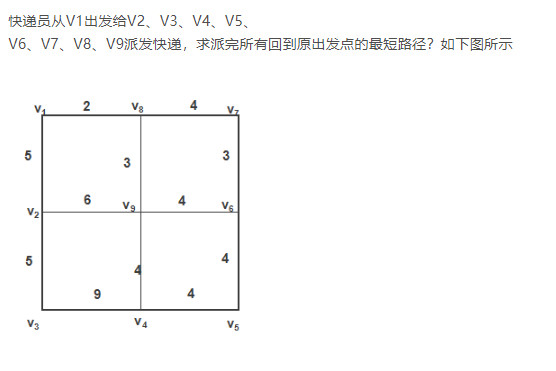 快递员从V1出发给V2、V3、V4、V5、
V6、V7、V8、V9派发快递，求派完所有回到原出发点的最短路径？如下图所示
V1 2 V8 4 V7
5 3 3
6 4
V2 V9 V6
5 4 4
9 4
V3 V4 V5